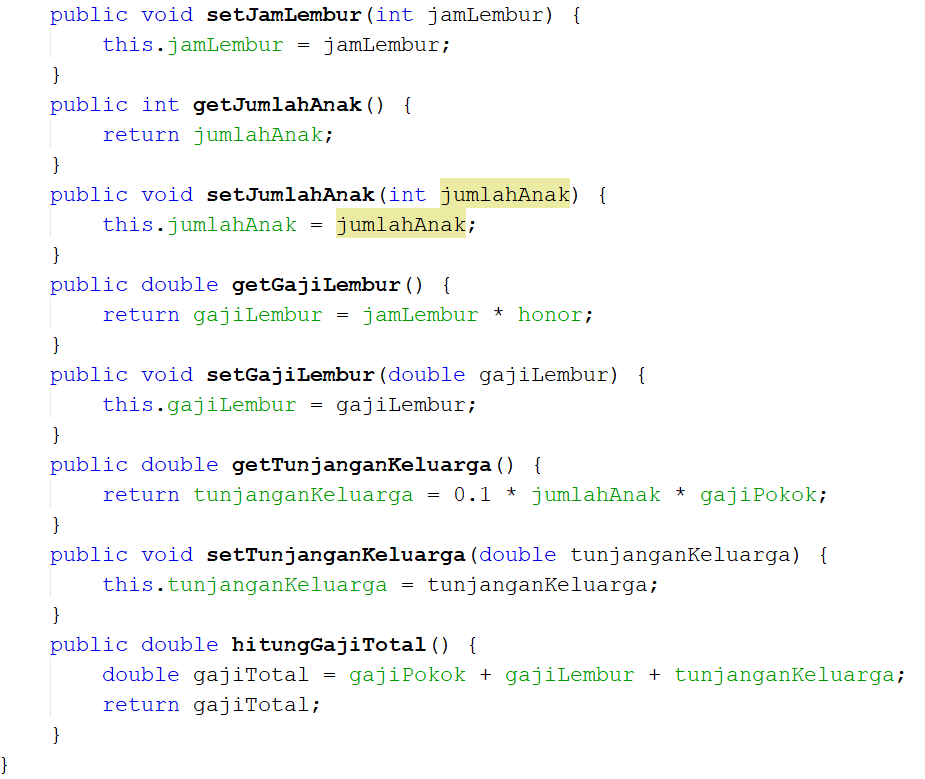 public void setJamLembur(int jamLembur) {
this.jamLembur = jamLembur;
}
public int getJumlahAnak() {
return jumlahAnak;
}
public void setJumlahAnak(int jumlahAnak) {
this.jumlahAnak = jumlahAnak;
}
public double getGajiLembur() {
return gajiLembur = jamLembur * honor;
}
public void setGajiLembur(double gajiLembur) {
this.gajiLembur = gajiLembur;
}
public double getTunjanganKeluarga() {
return tunjanganKeluarga = 0.1 * jumlahAnak * gajiPokok;
}
public void setTunjanganKeluarga(double tunjanganKeluarga) {
this.tunjanganKeluarga = tunjanganKeluarga;
}
public double hitungGajiTotal() {
double gajiTotal = gajiPokok + gajiLembur + tunjanganKeluarga;
return gajiTotal;
}
}